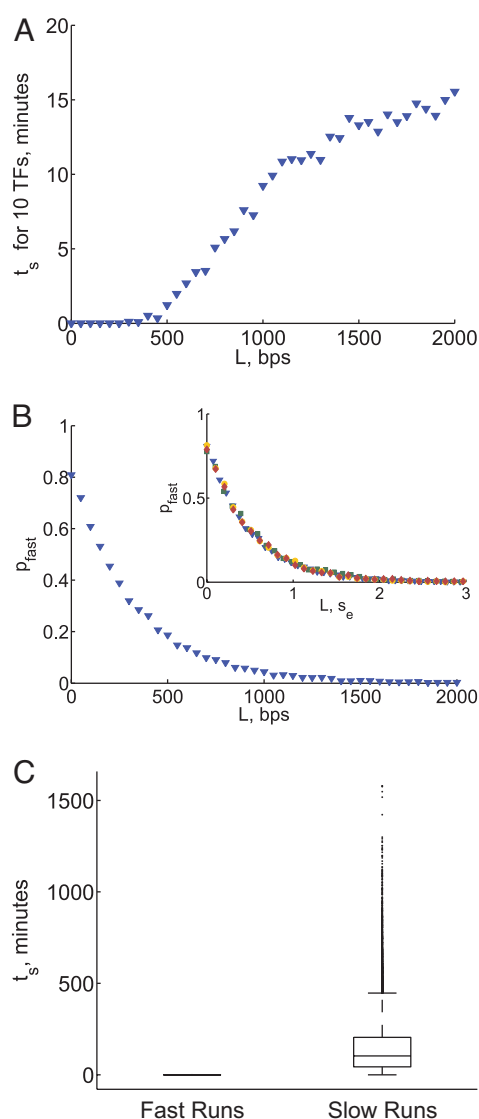 A
20
15
10
5
0
t_s for 10 TFs, minutes
0 500 1000 1500 2000
L, bps
B
1
0.8
0.6
0.4
0.2
0
p_fast
0 500 1000 1500 2000
L, bps
1
0.5
0
p_fast
0 1 2 3
L, s_e
C
1500
1000
500
0
t_s, minutes
Fast Runs Slow Runs